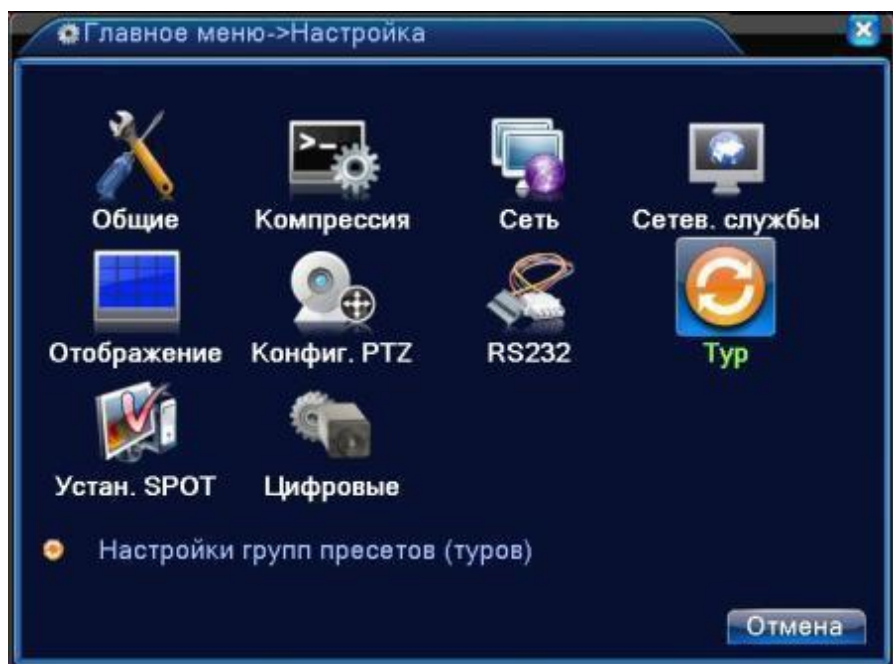 Главное меню->Настройка
Общие Компрессия Сеть Сетев. службы
Отображение Конфиг. PTZ RS232 Тур
Устан. SPOT Цифровые
Настройки групп пресетов (туров)
Отмена